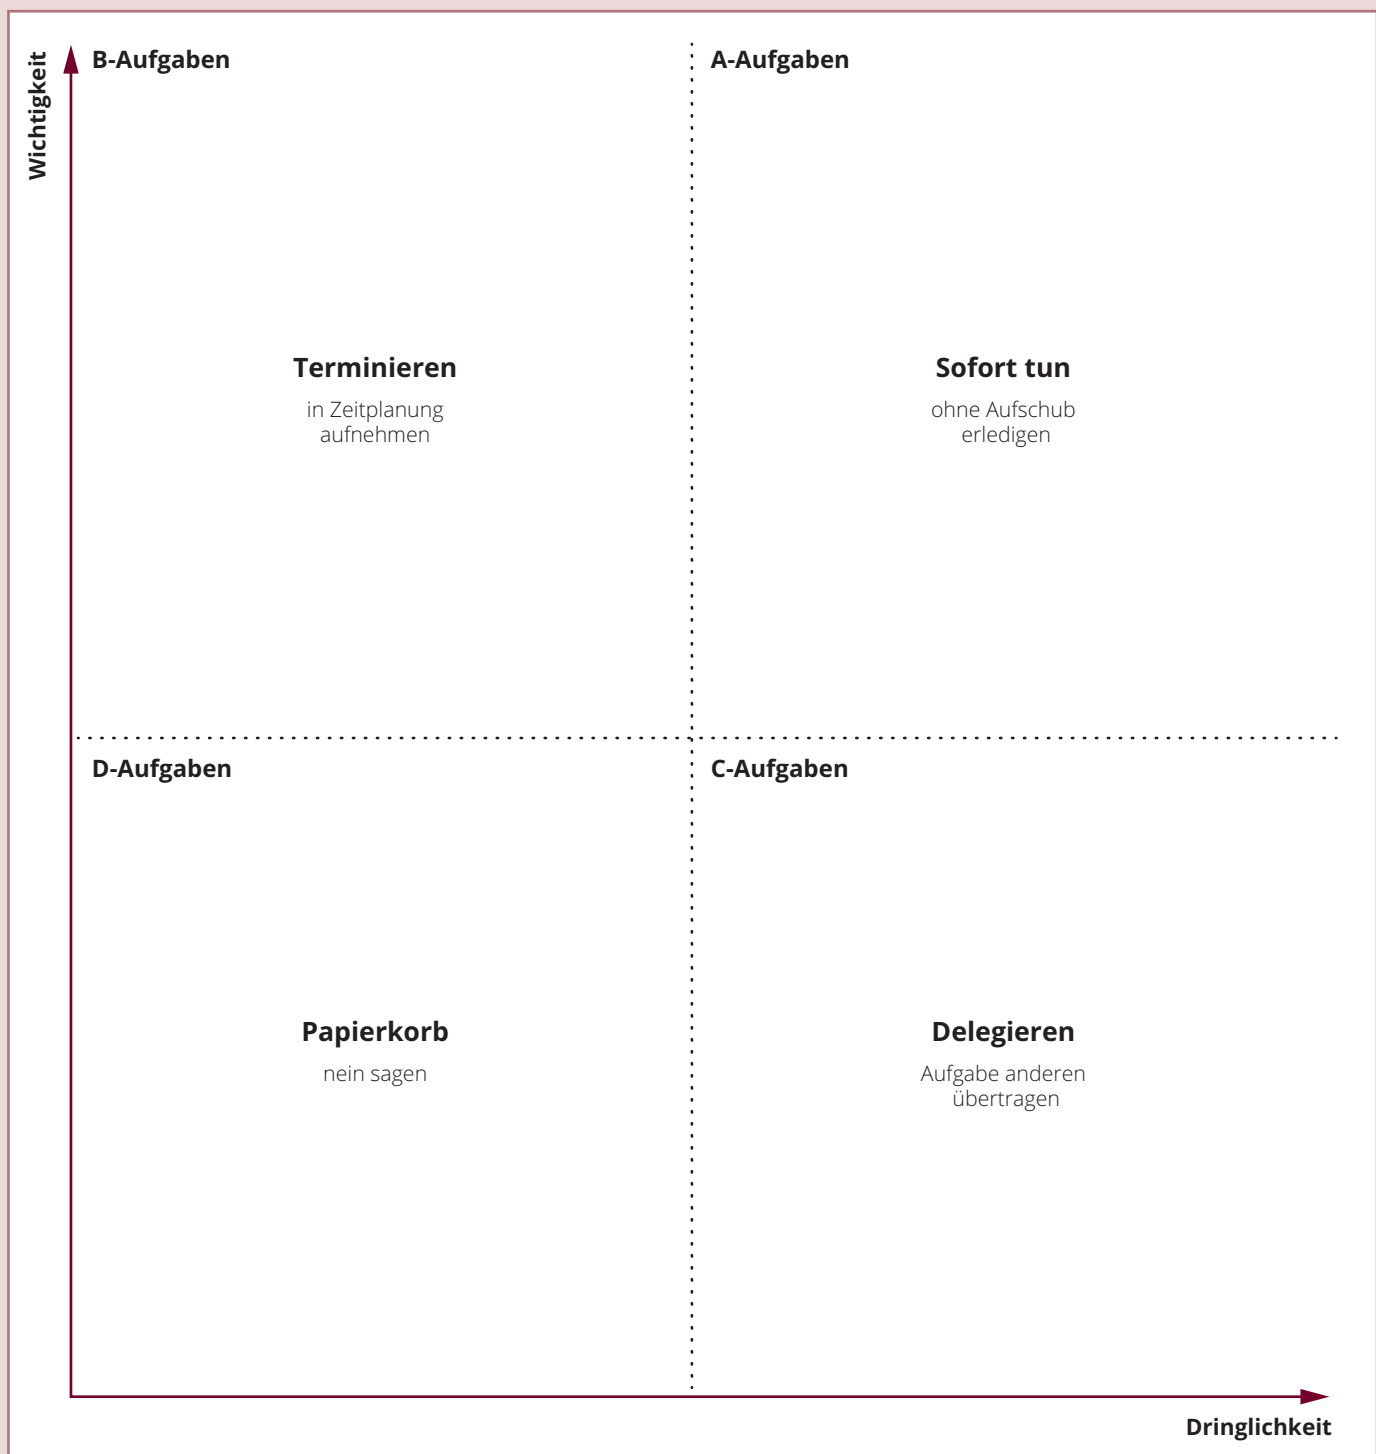 Wichtigkeit
B-Aufgaben
A-Aufgaben
Terminieren
in Zeitplanung
aufnehmen
Sofort tun
ohne Aufschub
erledigen
D-Aufgaben
C-Aufgaben
Papierkorb
nein sagen
Delegieren
Aufgabe anderen
übertragen
Dringlichkeit